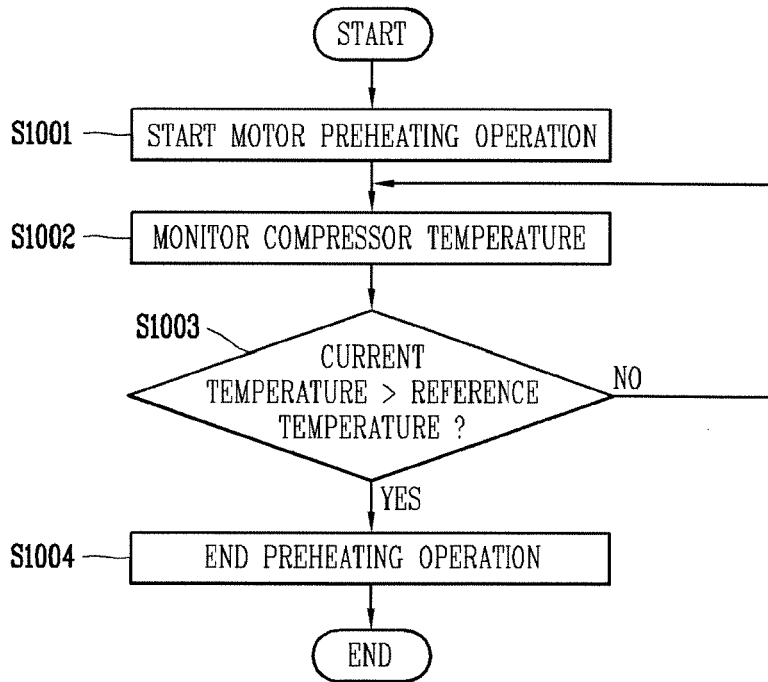 START
S1001
START MOTOR PREHEATING OPERATION
S1002
MONITOR COMPRESSOR TEMPERATURE
S1003
CURRENT
TEMPERATURE > REFERENCE
TEMPERATURE ?
NO
YES
S1004
END PREHEATING OPERATION
END